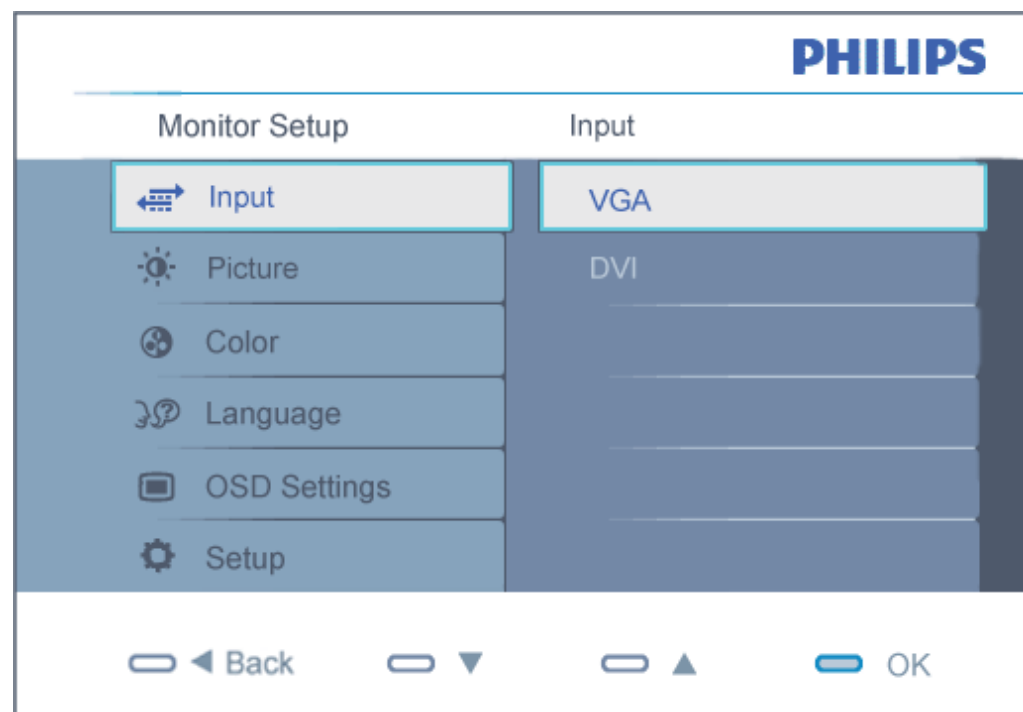 PHILIPS
Monitor Setup Input
Input VGA
Picture DVI
Color
Language
OSD Settings
Setup
Back OK